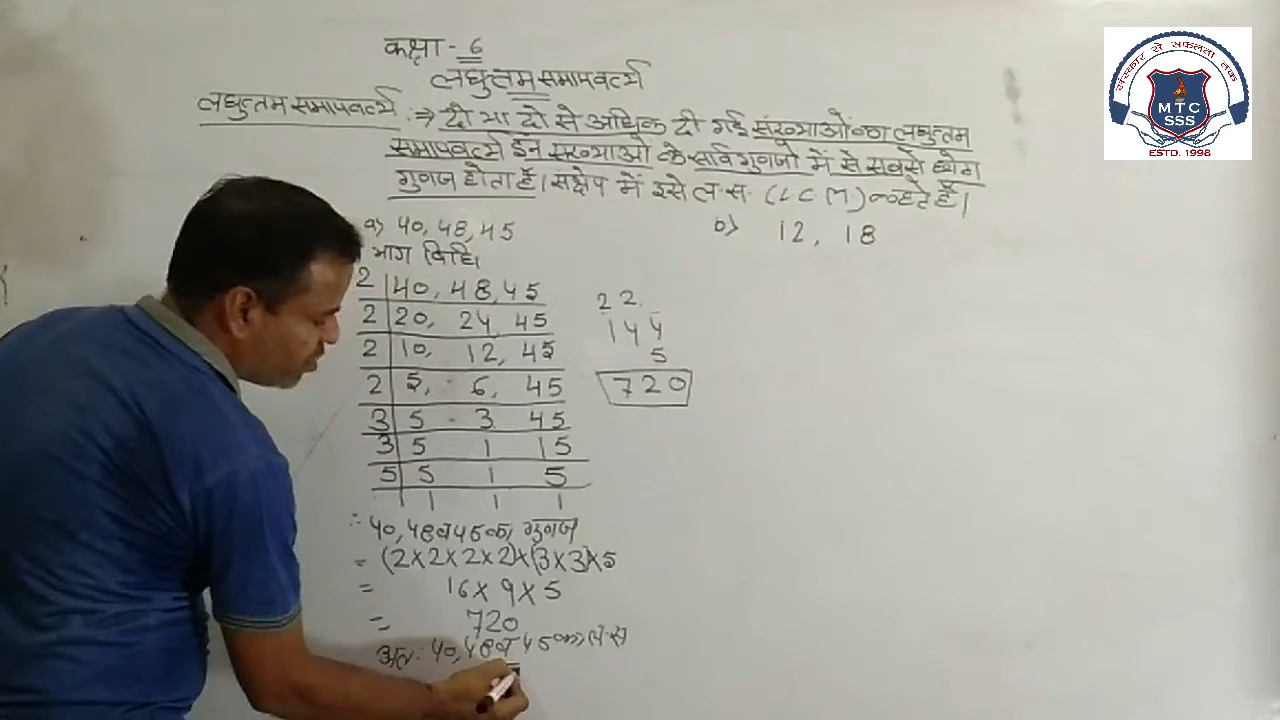 कक्षा - 6
लघुत्तम समापवर्त्य
लघुत्तम समापवर्त्य :⇒ दो या दो से अधिक दी गई संख्याओं का लघुत्तम
समापवर्त्य इन संख्याओं के सार्व गुणजों में से सबसे छोटा
गुणज होता है। संक्षेप में इसे ल.स. (L C M) कहते हैं।
a) 40, 48, 45
भाग विधि।
2 | 40, 48, 45
2 | 20, 24, 45
2 | 10, 12, 45
2 | 5, 6, 45
3 | 5 3 45
3 | 5 1 15
5 | 5 1 5
1 1 1
∴ 40, 48 व 45 का गुणज
= (2×2×2×2)×(3×3)×5
= 16 × 9 × 5
= 720
अतः 40, 48 व 45 का ल.स
2 2
144
5
720
b) 12, 18
संस्कार से सफलता तक
MTC
SSS
ESTD. 1998